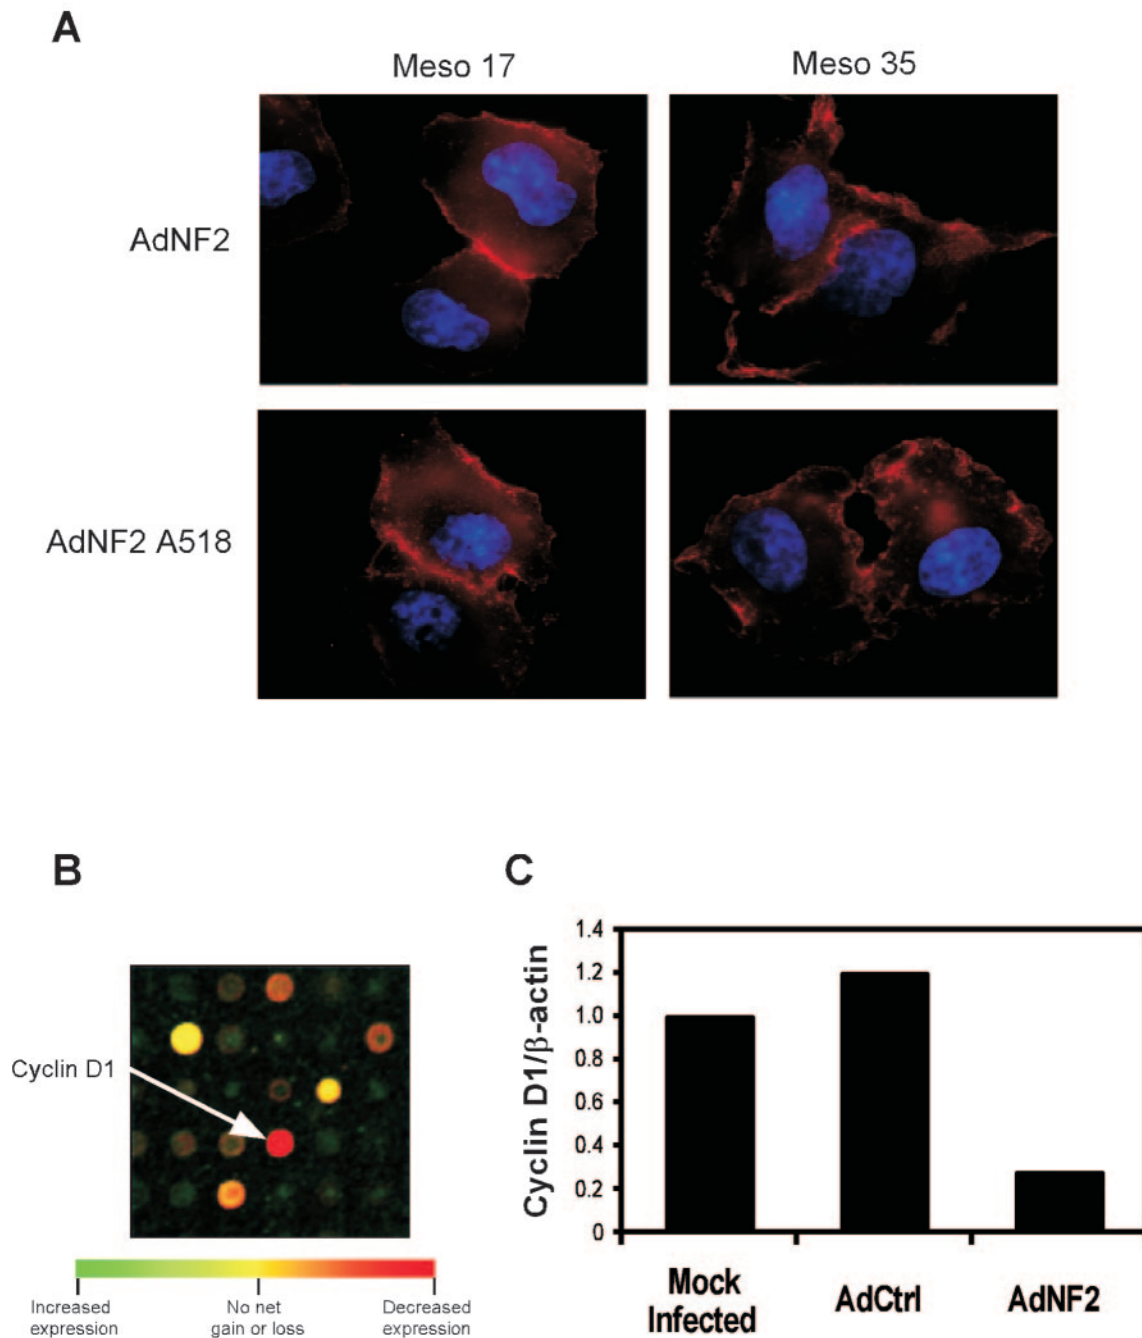 A
Meso 17
Meso 35
AdNF2
AdNF2 A518
B
Cyclin D1
Increased
expression
No net
gain or loss
Decreased
expression
C
Cyclin D1/β-actin
1.4
1.2
1.0
0.8
0.6
0.4
0.2
0
Mock
Infected
AdCtrl
AdNF2